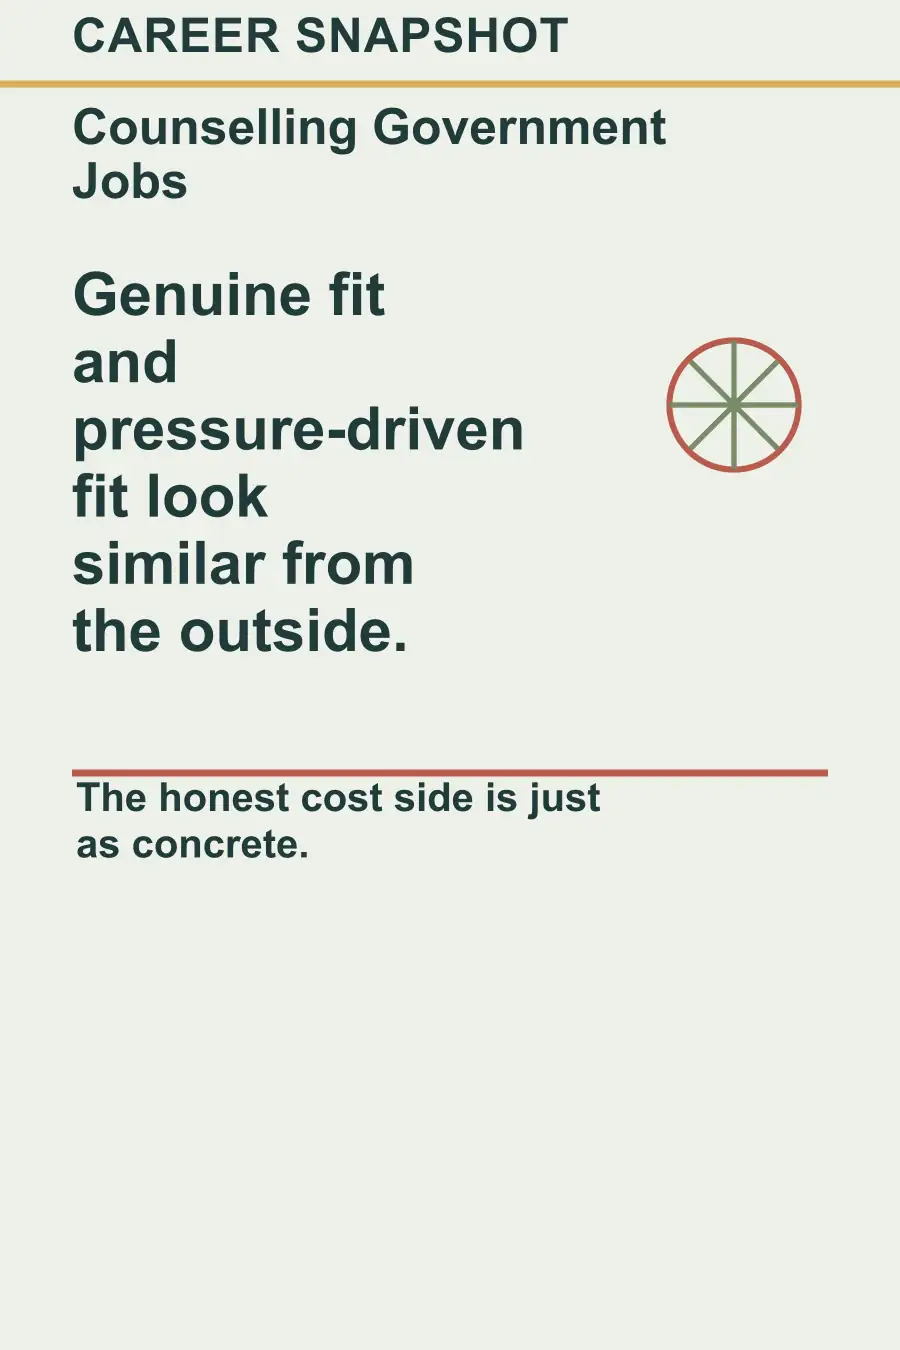 CAREER SNAPSHOT
Counselling Government
Jobs
Genuine fit
and
pressure-driven
fit look
similar from
the outside.
The honest cost side is just
as concrete.